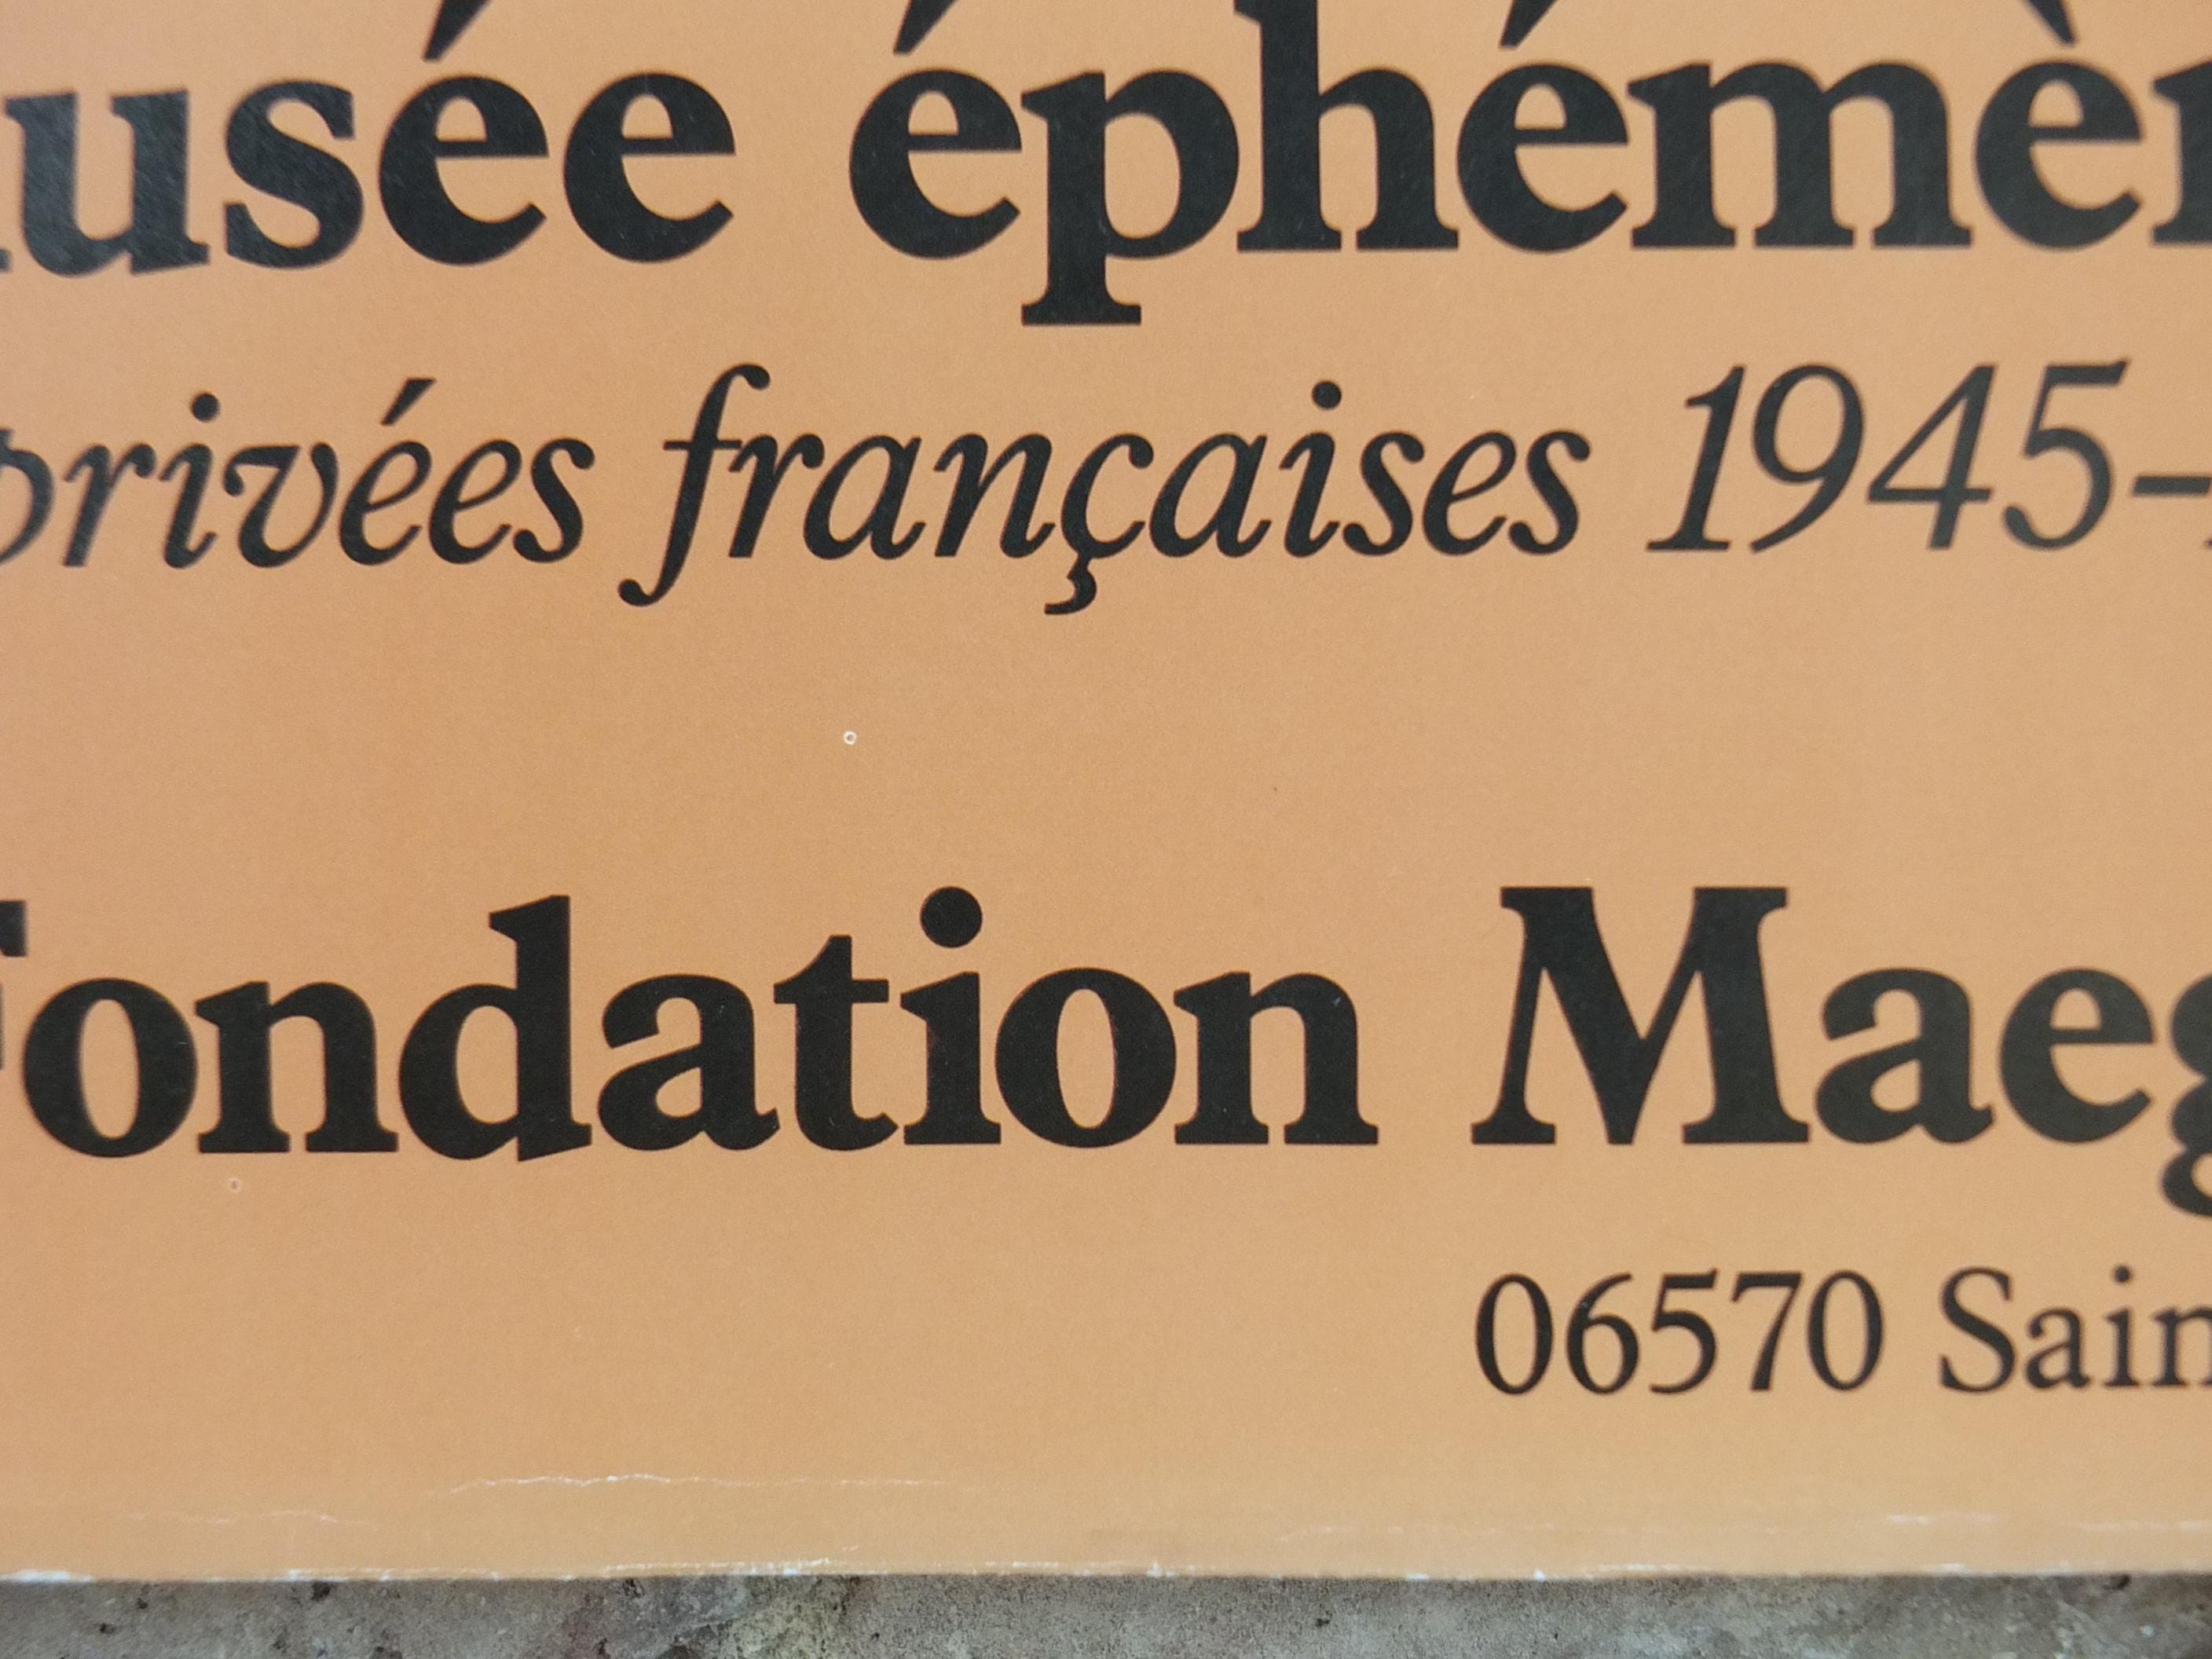 usée éphémè
privées françaises 1945-
Fondation Maeg
06570 Sain